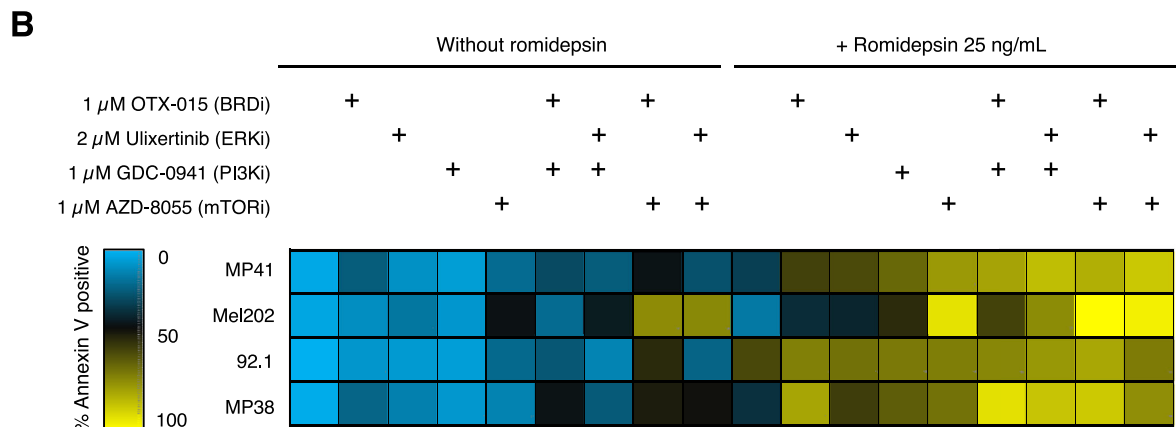 B
Without romidepsin
+ Romidepsin 25 ng/mL
1 μM OTX-015 (BRDi) + + + + + +
2 μM Ulixertinib (ERKi) + + + + + +
1 μM GDC-0941 (PI3Ki) + + + + + +
1 μM AZD-8055 (mTORi) + + + + + +
% Annexin V positive
0
50
100
MP41
Mel202
92.1
MP38